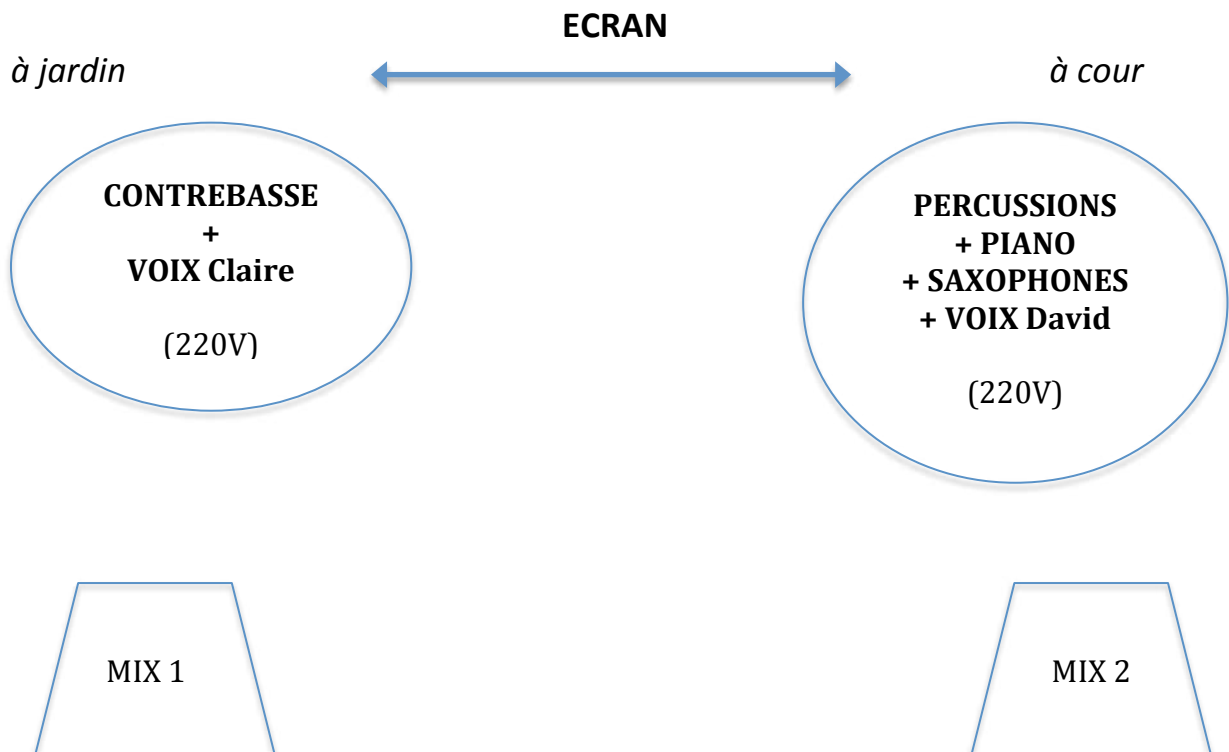 ECRAN
à jardin
à cour
CONTREBASSE
+
VOIX Claire
(220V)
PERCUSSIONS
+ PIANO
+ SAXOPHONES
+ VOIX David
(220V)
MIX 1
MIX 2